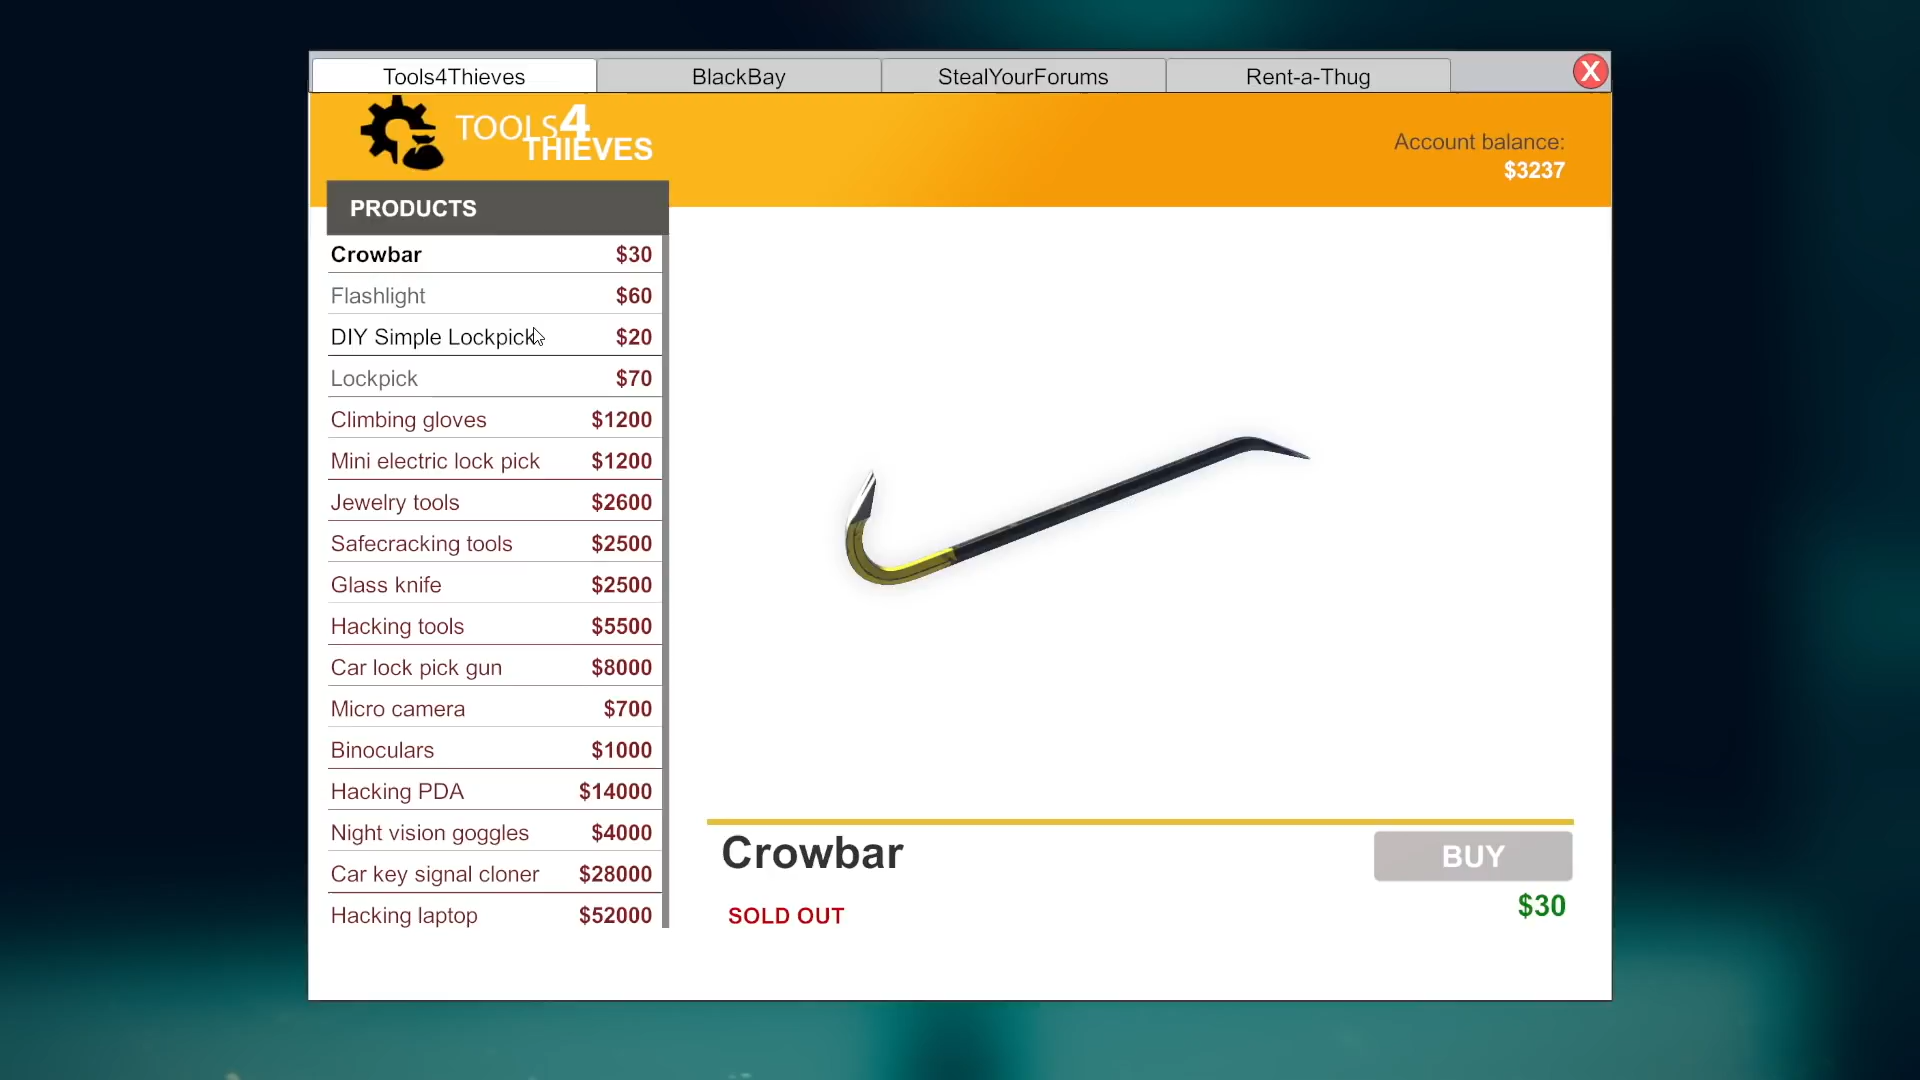 Tools4Thieves BlackBay StealYourForums Rent-a-Thug X
TOOLS4
THIEVES
Account balance:
$3237
PRODUCTS
Crowbar $30
Flashlight $60
DIY Simple Lockpick $20
Lockpick $70
Climbing gloves $1200
Mini electric lock pick $1200
Jewelry tools $2600
Safecracking tools $2500
Glass knife $2500
Hacking tools $5500
Car lock pick gun $8000
Micro camera $700
Binoculars $1000
Hacking PDA $14000
Night vision goggles $4000
Car key signal cloner $28000
Hacking laptop $52000
Crowbar BUY
SOLD OUT $30